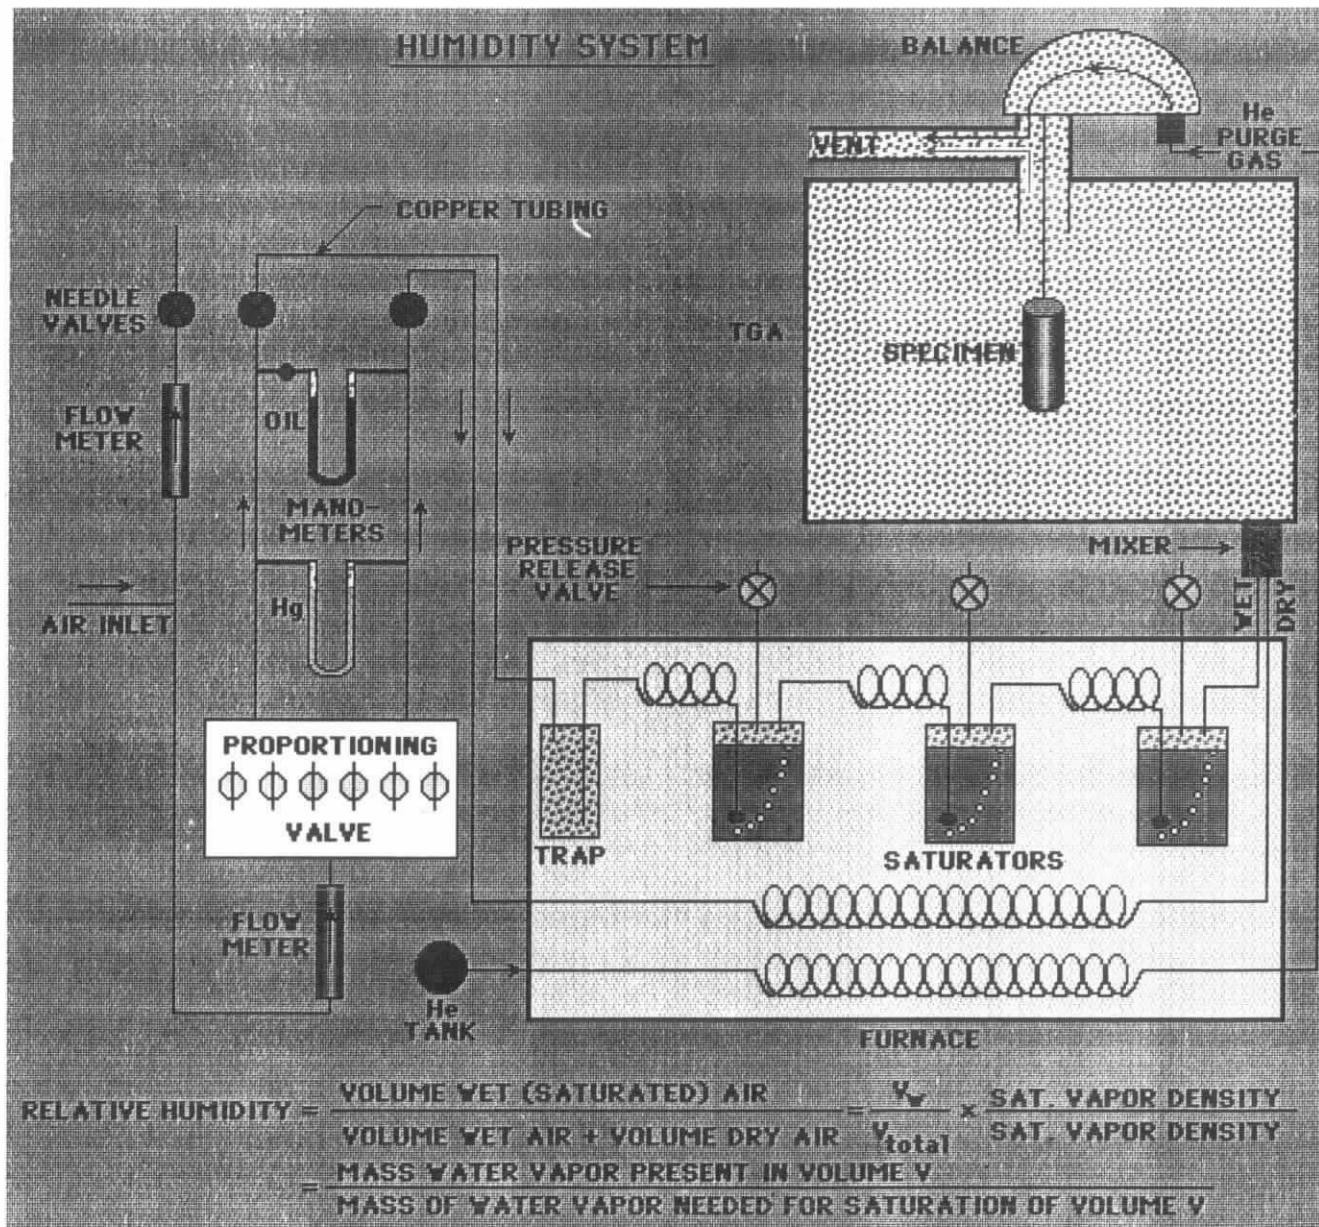 HUMIDITY SYSTEM
BALANCE
He
PURGE
GAS
VENT
COPPER TUBING
NEEDLE
VALVES
TGA
SPECIMEN
FLOW
METER
OIL
MANO-
METERS
PRESSURE
RELEASE
VALVE
MIXER
WET
DRY
Hg
AIR INLET
PROPORTIONING
VALVE
TRAP
SATURATORS
FLOW
METER
He
TANK
FURNACE
RELATIVE HUMIDITY = VOLUME WET (SATURATED) AIR / VOLUME WET AIR + VOLUME DRY AIR = Vw / Vtotal × SAT. VAPOR DENSITY / SAT. VAPOR DENSITY
= MASS WATER VAPOR PRESENT IN VOLUME V / MASS OF WATER VAPOR NEEDED FOR SATURATION OF VOLUME V